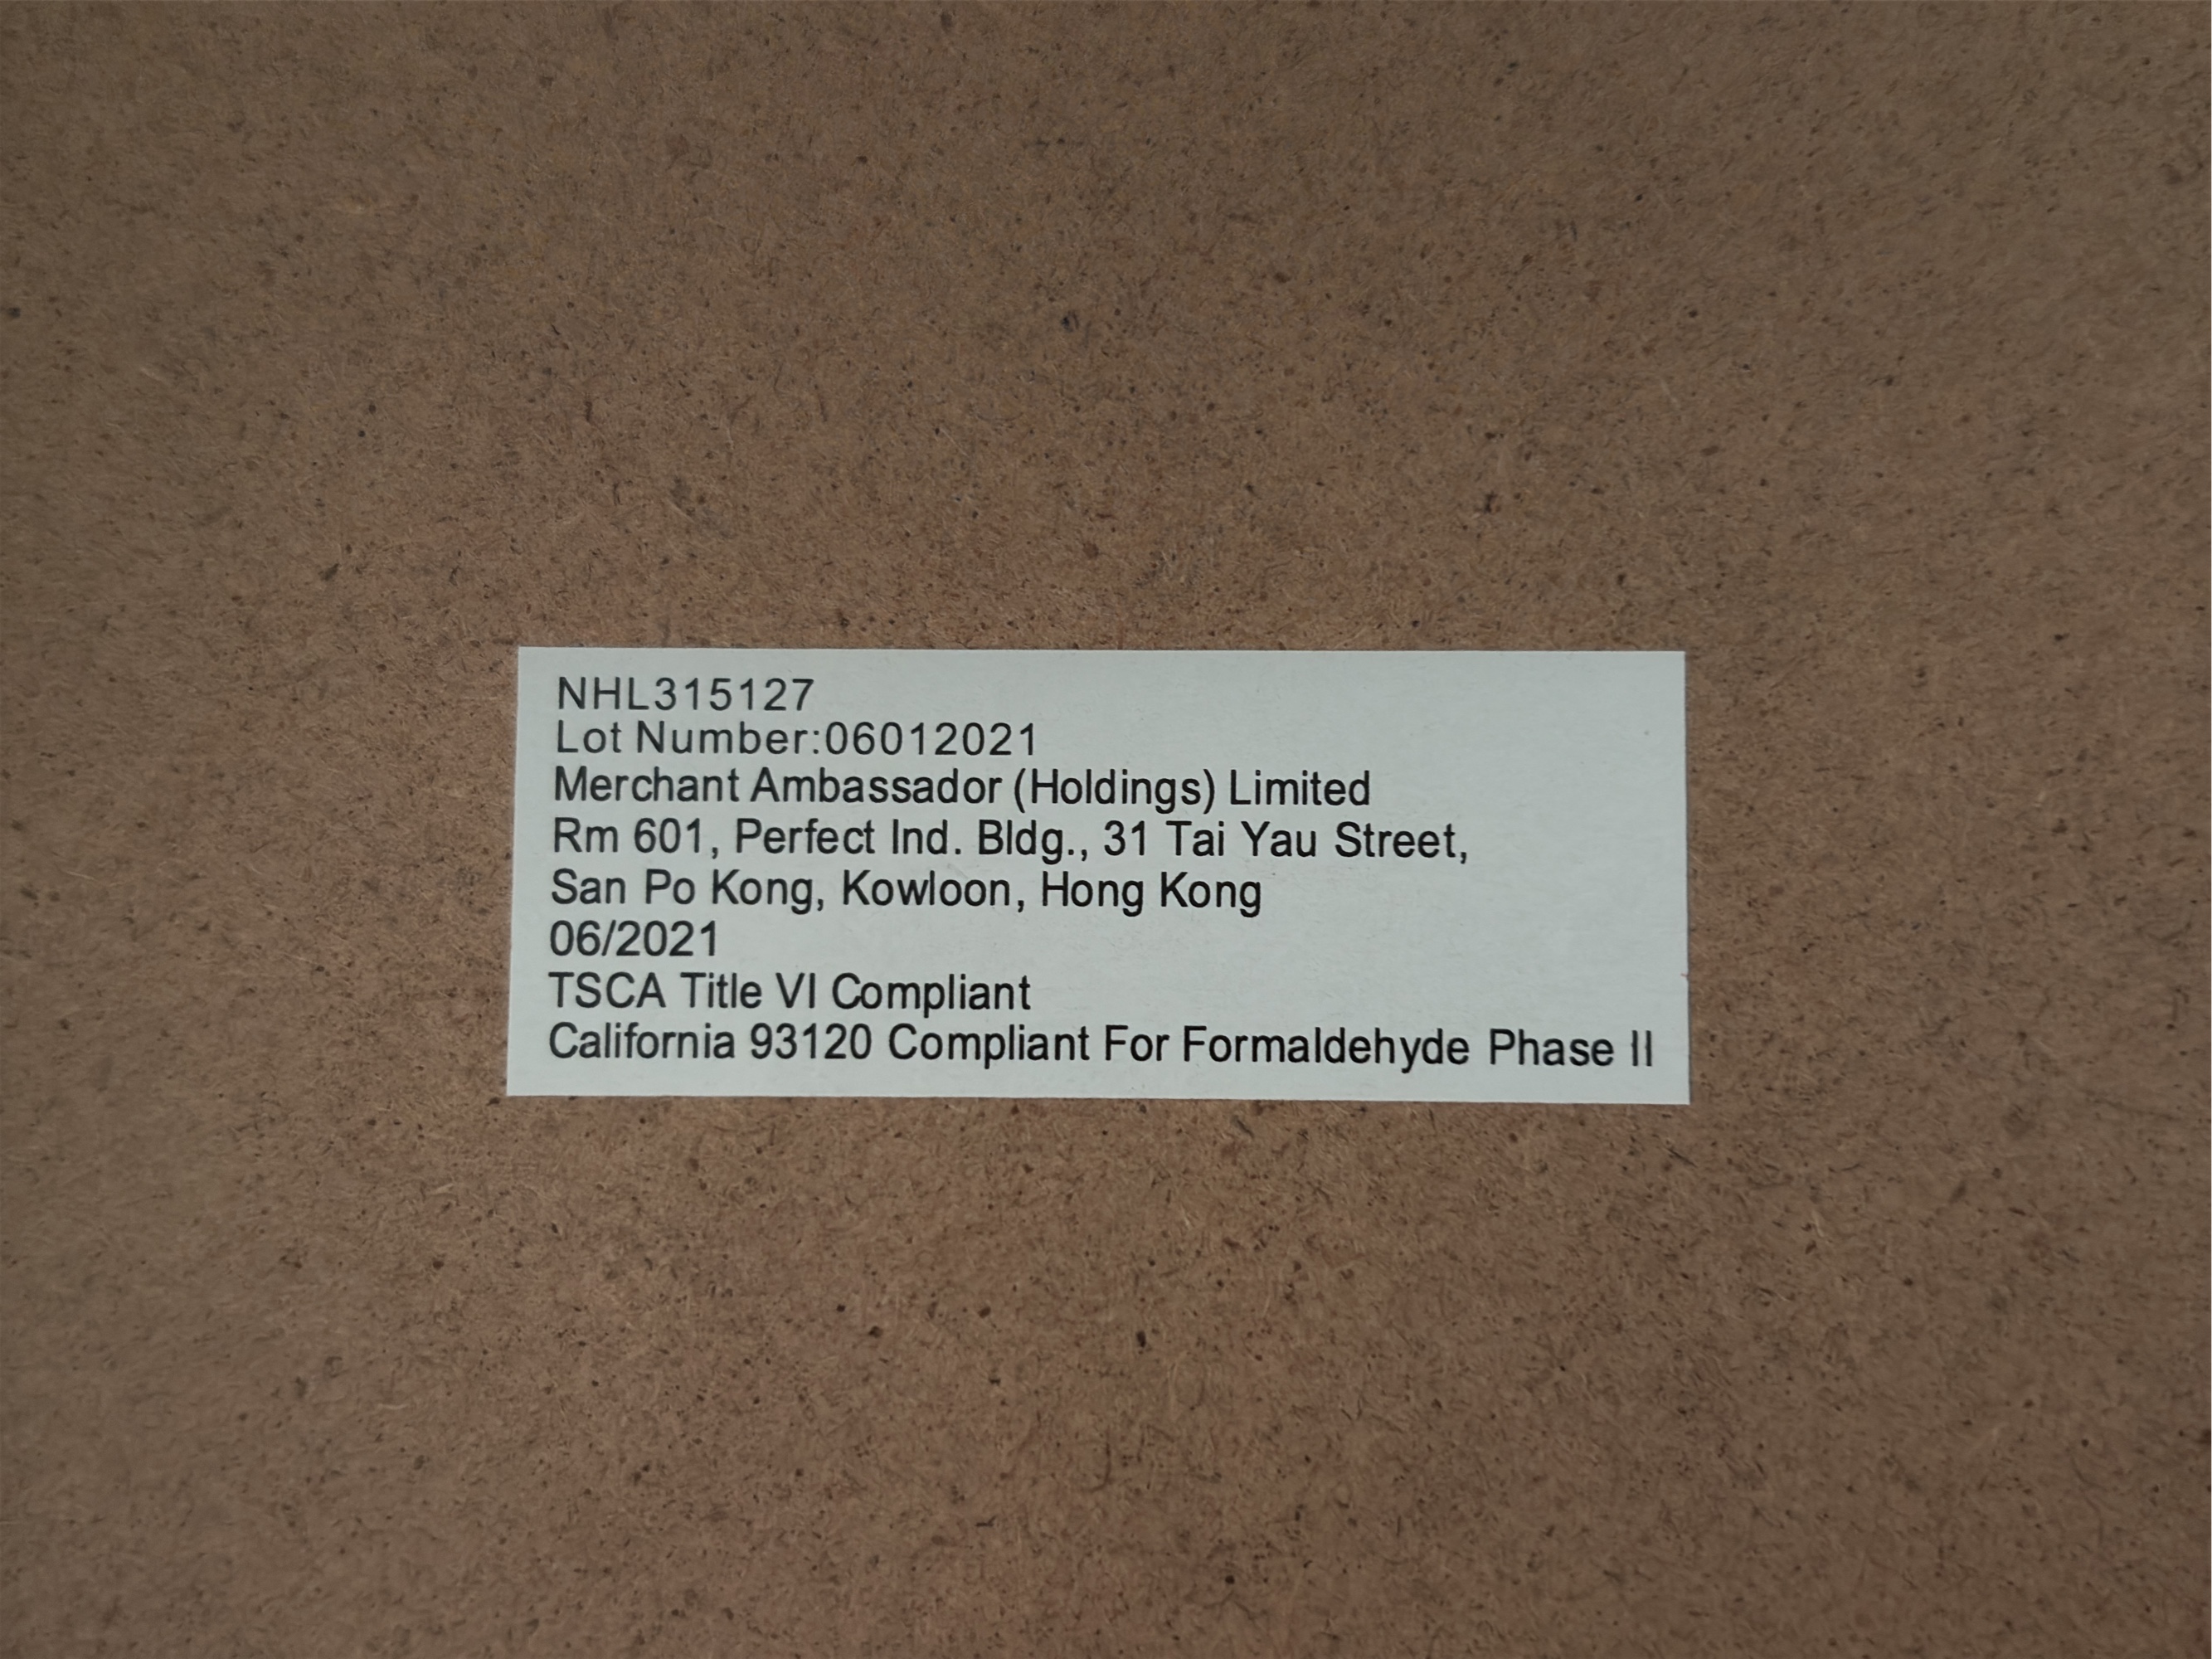 NHL315127
Lot Number:06012021
Merchant Ambassador (Holdings) Limited
Rm 601, Perfect Ind. Bldg., 31 Tai Yau Street,
San Po Kong, Kowloon, Hong Kong
06/2021
TSCA Title VI Compliant
California 93120 Compliant For Formaldehyde Phase II